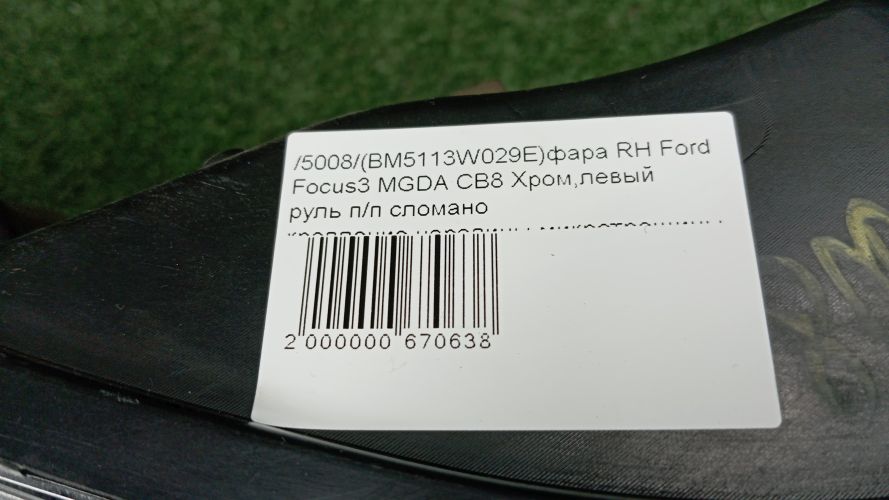 /5008/(BM5113W029E)фара RH Ford
Focus3 MGDA CB8 Хром,левый
руль п/п сломано
2 000000 670638